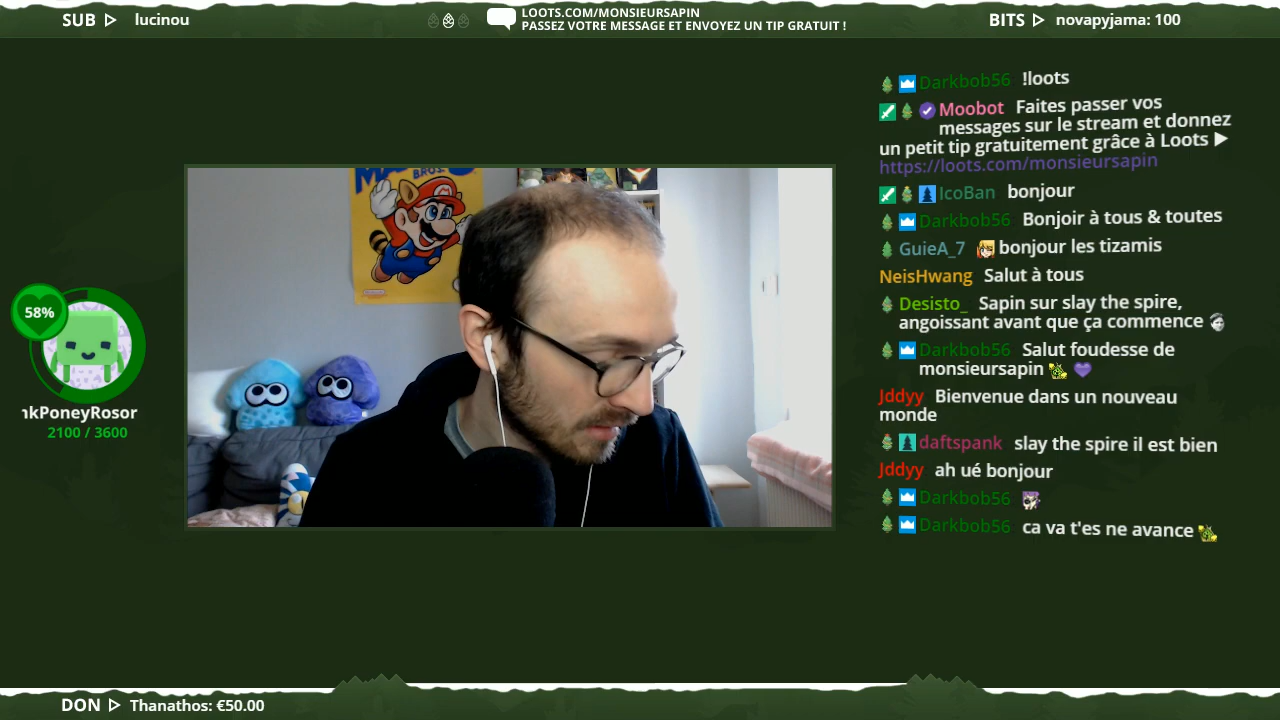 SUB
lucinou
LOOTS.COM/MONSIEURSAPIN
PASSEZ VOTRE MESSAGE ET ENVOYEZ UN TIP GRATUIT !
BITS
novapyjama: 100
Darkbob56 !loots
Moobot Faites passer vos
messages sur le stream et donnez
un petit tip gratuitement grâce à Loots ▶
https://loots.com/monsieursapin
IcoBan bonjour
Darkbob56 Bonjoir à tous & toutes
GuieA_7 bonjour les tizamis
NeisHwang Salut à tous
Desisto_ Sapin sur slay the spire,
angoissant avant que ça commence
Darkbob56 Salut foudesse de
monsieursapin
Jddyy Bienvenue dans un nouveau
monde
daftspank slay the spire il est bien
Jddyy ah ué bonjour
Darkbob56
Darkbob56 ca va t'es ne avance
BROS
58%
nkPoneyRosor
2100 / 3600
DON
Thanathos: €50.00